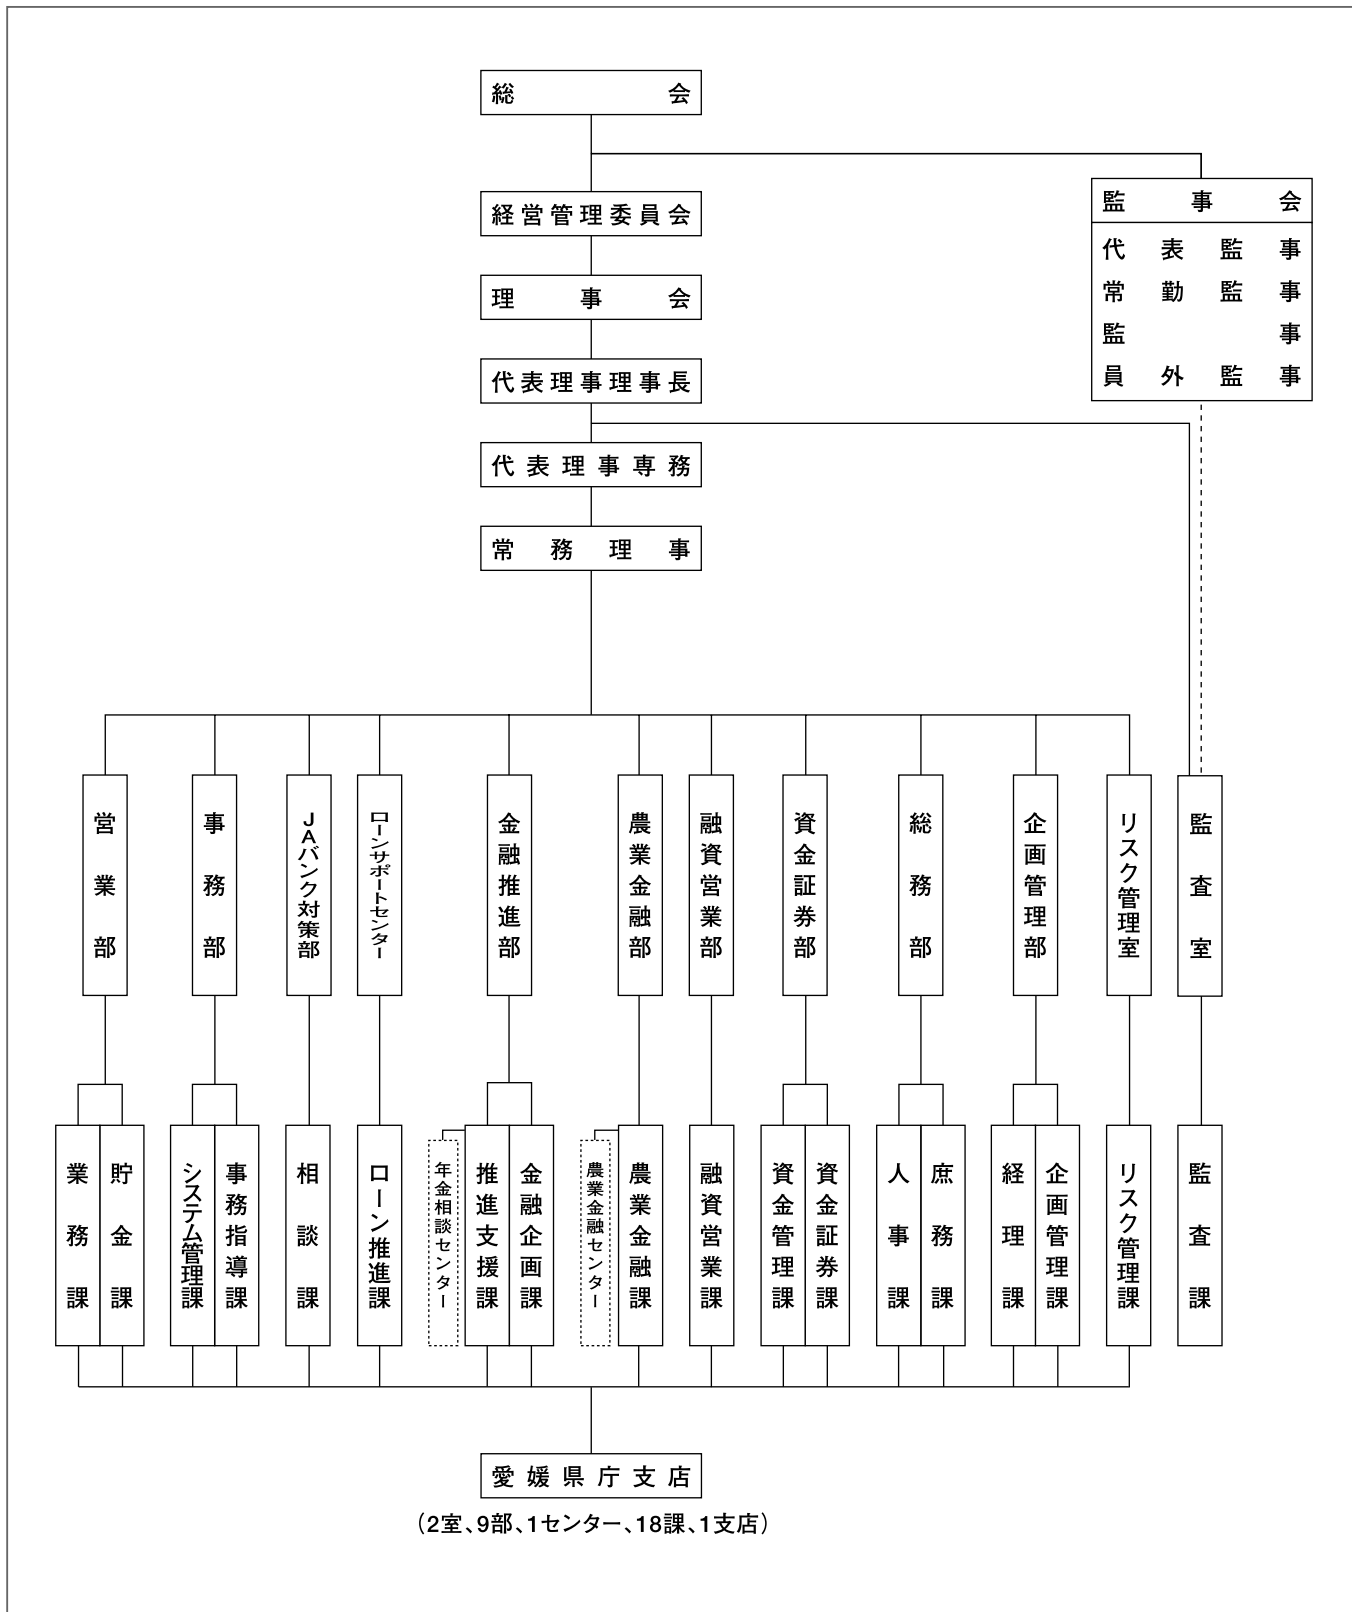 総会
経営管理委員会
監事会
代表監事
常勤監事
監事
員外監事
理事会
代表理事理事長
代表理事専務
常務理事
営業部
事務部
JAバンク対策部
ローンサポートセンター
金融推進部
農業金融部
融資営業部
資金証券部
総務部
企画管理部
リスク管理室
監査室
業務課
貯金課
システム管理課
事務指導課
相談課
ローン推進課
年金相談センター
推進支援課
金融企画課
農業金融センター
農業金融課
融資営業課
資金管理課
資金証券課
人事課
庶務課
経理課
企画管理課
リスク管理課
監査課
愛媛県庁支店
(2室、9部、1センター、18課、1支店)